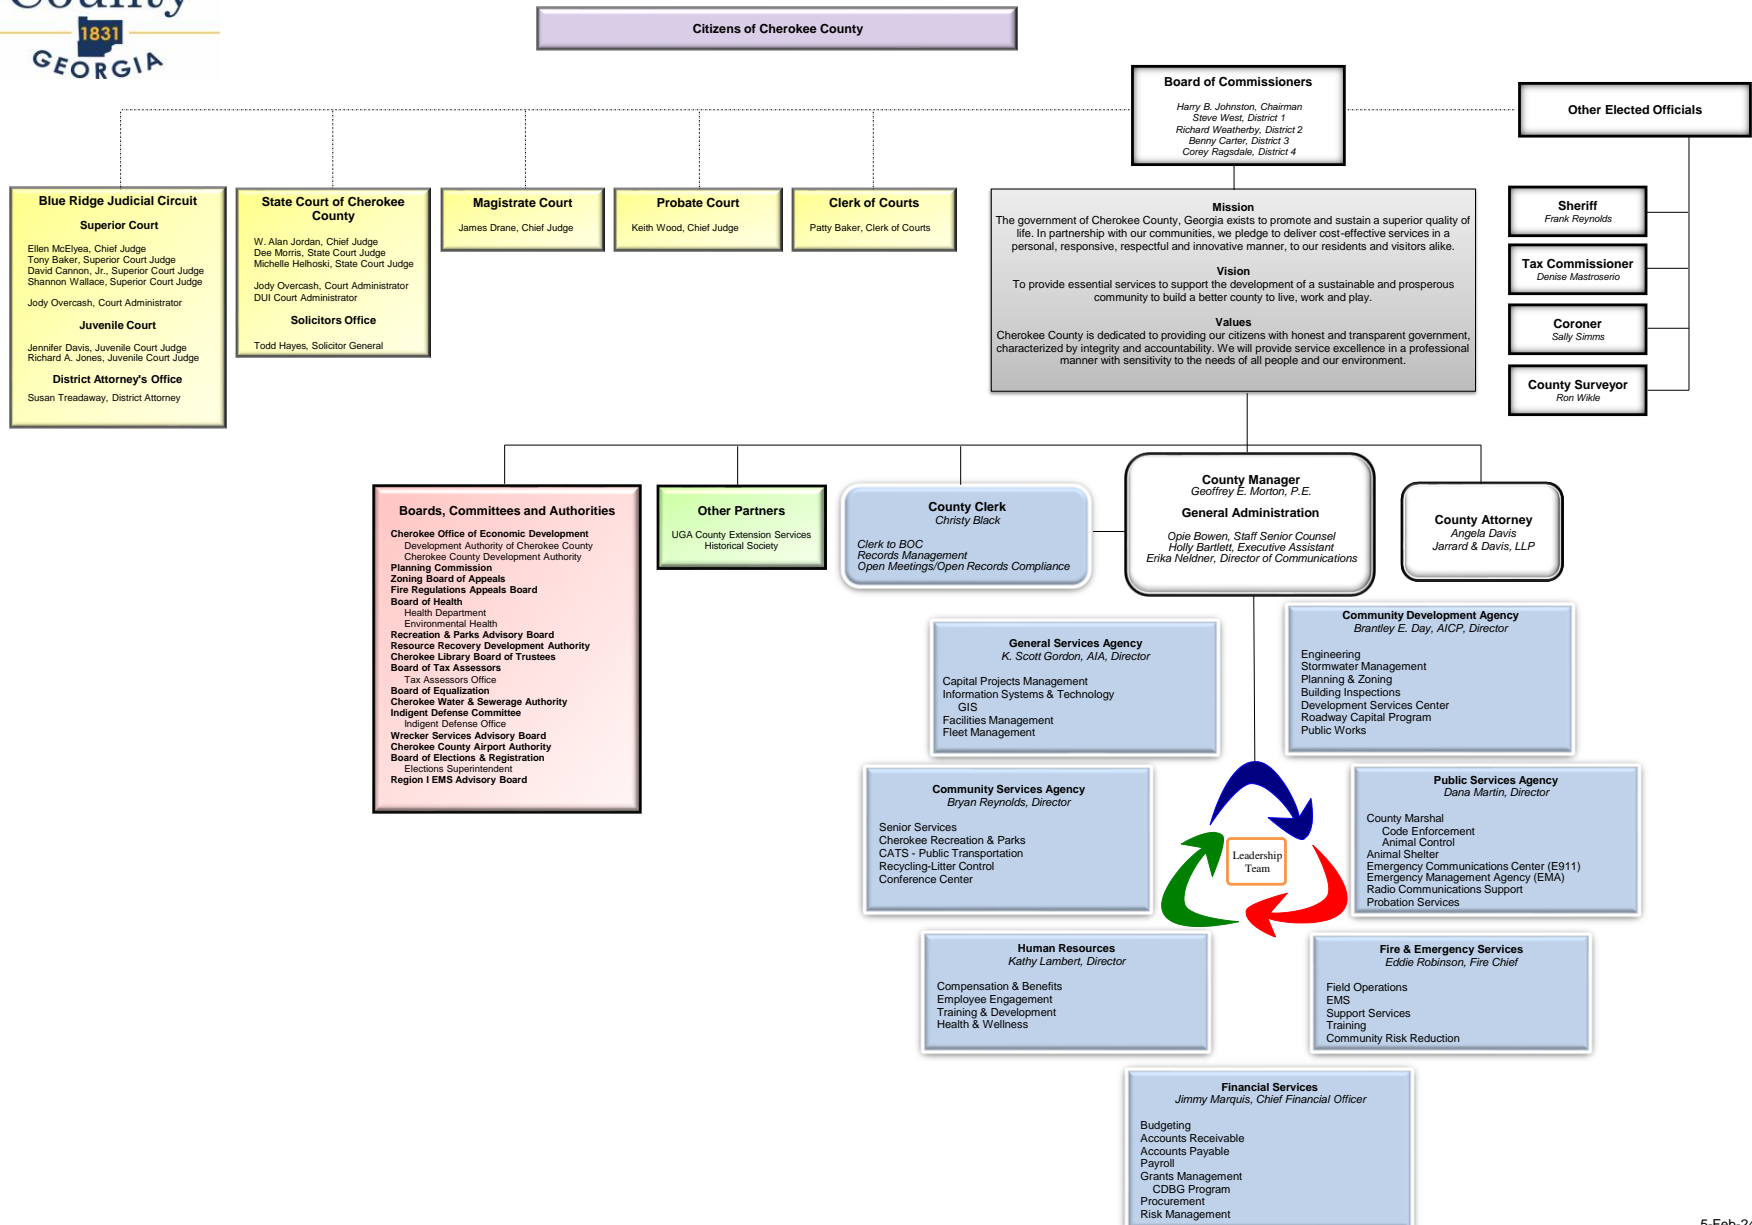 County
1831
GEORGIA
Citizens of Cherokee County
Board of Commissioners
Harry B. Johnston, Chairman
Steve West, District 1
Richard Weatherby, District 2
Benny Carter, District 3
Corey Ragsdale, District 4
Other Elected Officials
Blue Ridge Judicial Circuit
Superior Court
Ellen McElyea, Chief Judge
Tony Baker, Superior Court Judge
David Cannon, Jr., Superior Court Judge
Shannon Wallace, Superior Court Judge
Jody Overcash, Court Administrator
Juvenile Court
Jennifer Davis, Juvenile Court Judge
Richard A. Jones, Juvenile Court Judge
District Attorney's Office
Susan Treadaway, District Attorney
State Court of Cherokee
County
W. Alan Jordan, Chief Judge
Dee Morris, State Court Judge
Michelle Helhoski, State Court Judge
Jody Overcash, Court Administrator
DUI Court Administrator
Solicitors Office
Todd Hayes, Solicitor General
Magistrate Court
James Drane, Chief Judge
Probate Court
Keith Wood, Chief Judge
Clerk of Courts
Patty Baker, Clerk of Courts
Mission
The government of Cherokee County, Georgia exists to promote and sustain a superior quality of
life. In partnership with our communities, we pledge to deliver cost-effective services in a
personal, responsive, respectful and innovative manner, to our residents and visitors alike.
Vision
To provide essential services to support the development of a sustainable and prosperous
community to build a better county to live, work and play.
Values
Cherokee County is dedicated to providing our citizens with honest and transparent government,
characterized by integrity and accountability. We will provide service excellence in a professional
manner with sensitivity to the needs of all people and our environment.
Sheriff
Frank Reynolds
Tax Commissioner
Denise Mastroserio
Coroner
Sally Simms
County Surveyor
Ron Wikle
Boards, Committees and Authorities
Cherokee Office of Economic Development
Development Authority of Cherokee County
Cherokee County Development Authority
Planning Commission
Zoning Board of Appeals
Fire Regulations Appeals Board
Board of Health
Health Department
Environmental Health
Recreation & Parks Advisory Board
Resource Recovery Development Authority
Cherokee Library Board of Trustees
Board of Tax Assessors
Tax Assessors Office
Board of Equalization
Cherokee Water & Sewerage Authority
Indigent Defense Committee
Indigent Defense Office
Wrecker Services Advisory Board
Cherokee County Airport Authority
Board of Elections & Registration
Elections Superintendent
Region I EMS Advisory Board
Other Partners
UGA County Extension Services
Historical Society
County Clerk
Christy Black
Clerk to BOC
Records Management
Open Meetings/Open Records Compliance
County Manager
Geoffrey E. Morton, P.E.
General Administration
Opie Bowen, Staff Senior Counsel
Holly Bartlett, Executive Assistant
Erika Neldner, Director of Communications
County Attorney
Angela Davis
Jarrard & Davis, LLP
General Services Agency
K. Scott Gordon, AIA, Director
Capital Projects Management
Information Systems & Technology
GIS
Facilities Management
Fleet Management
Community Development Agency
Brantley E. Day, AICP, Director
Engineering
Stormwater Management
Planning & Zoning
Building Inspections
Development Services Center
Roadway Capital Program
Public Works
Community Services Agency
Bryan Reynolds, Director
Senior Services
Cherokee Recreation & Parks
CATS - Public Transportation
Recycling-Litter Control
Conference Center
Leadership
Team
Public Services Agency
Dana Martin, Director
County Marshal
Code Enforcement
Animal Control
Animal Shelter
Emergency Communications Center (E911)
Emergency Management Agency (EMA)
Radio Communications Support
Probation Services
Human Resources
Kathy Lambert, Director
Compensation & Benefits
Employee Engagement
Training & Development
Health & Wellness
Fire & Emergency Services
Eddie Robinson, Fire Chief
Field Operations
EMS
Support Services
Training
Community Risk Reduction
Financial Services
Jimmy Marquis, Chief Financial Officer
Budgeting
Accounts Receivable
Accounts Payable
Payroll
Grants Management
CDBG Program
Procurement
Risk Management
5-Feb-24